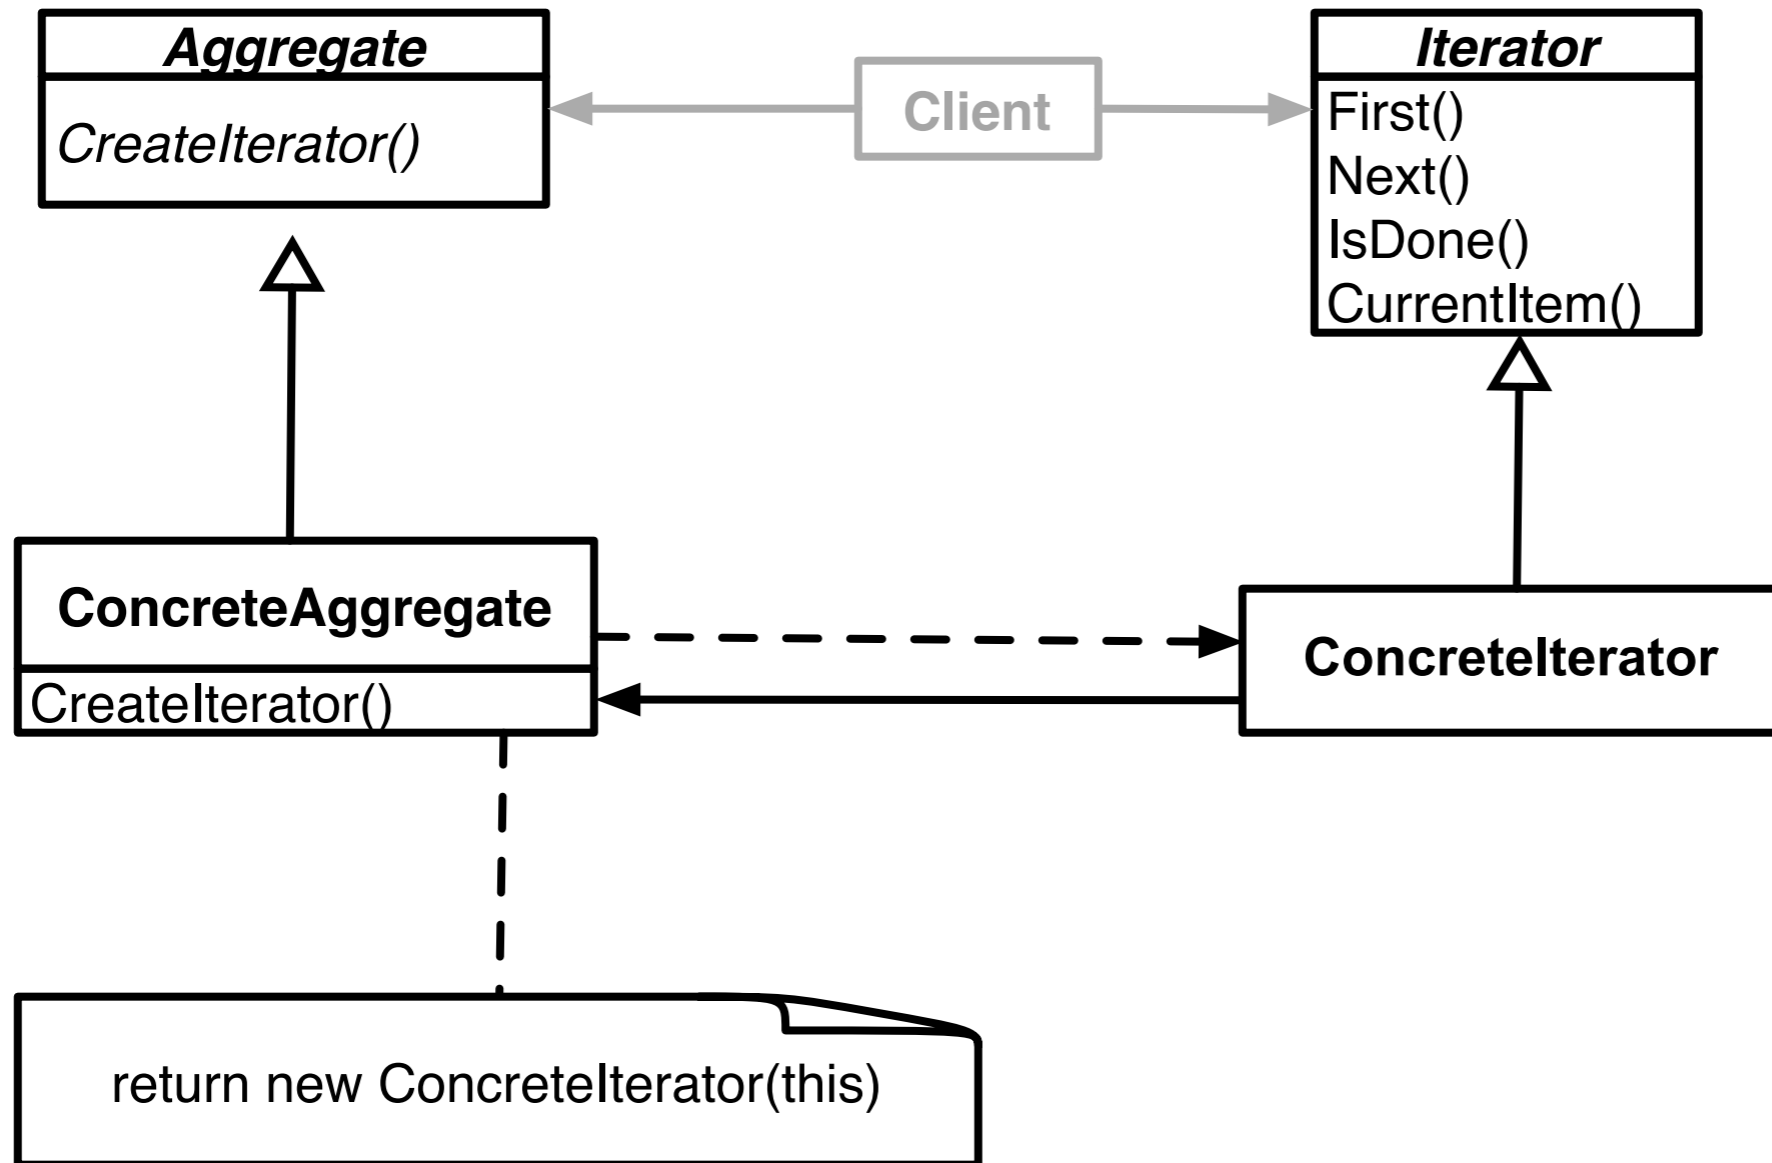 Aggregate
CreateIterator()
Client
Iterator
First()
Next()
IsDone()
CurrentItem()
ConcreteAggregate
CreateIterator()
ConcreteIterator
return new ConcreteIterator(this)